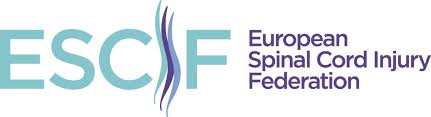 ESCIF
European
Spinal Cord Injury
Federation